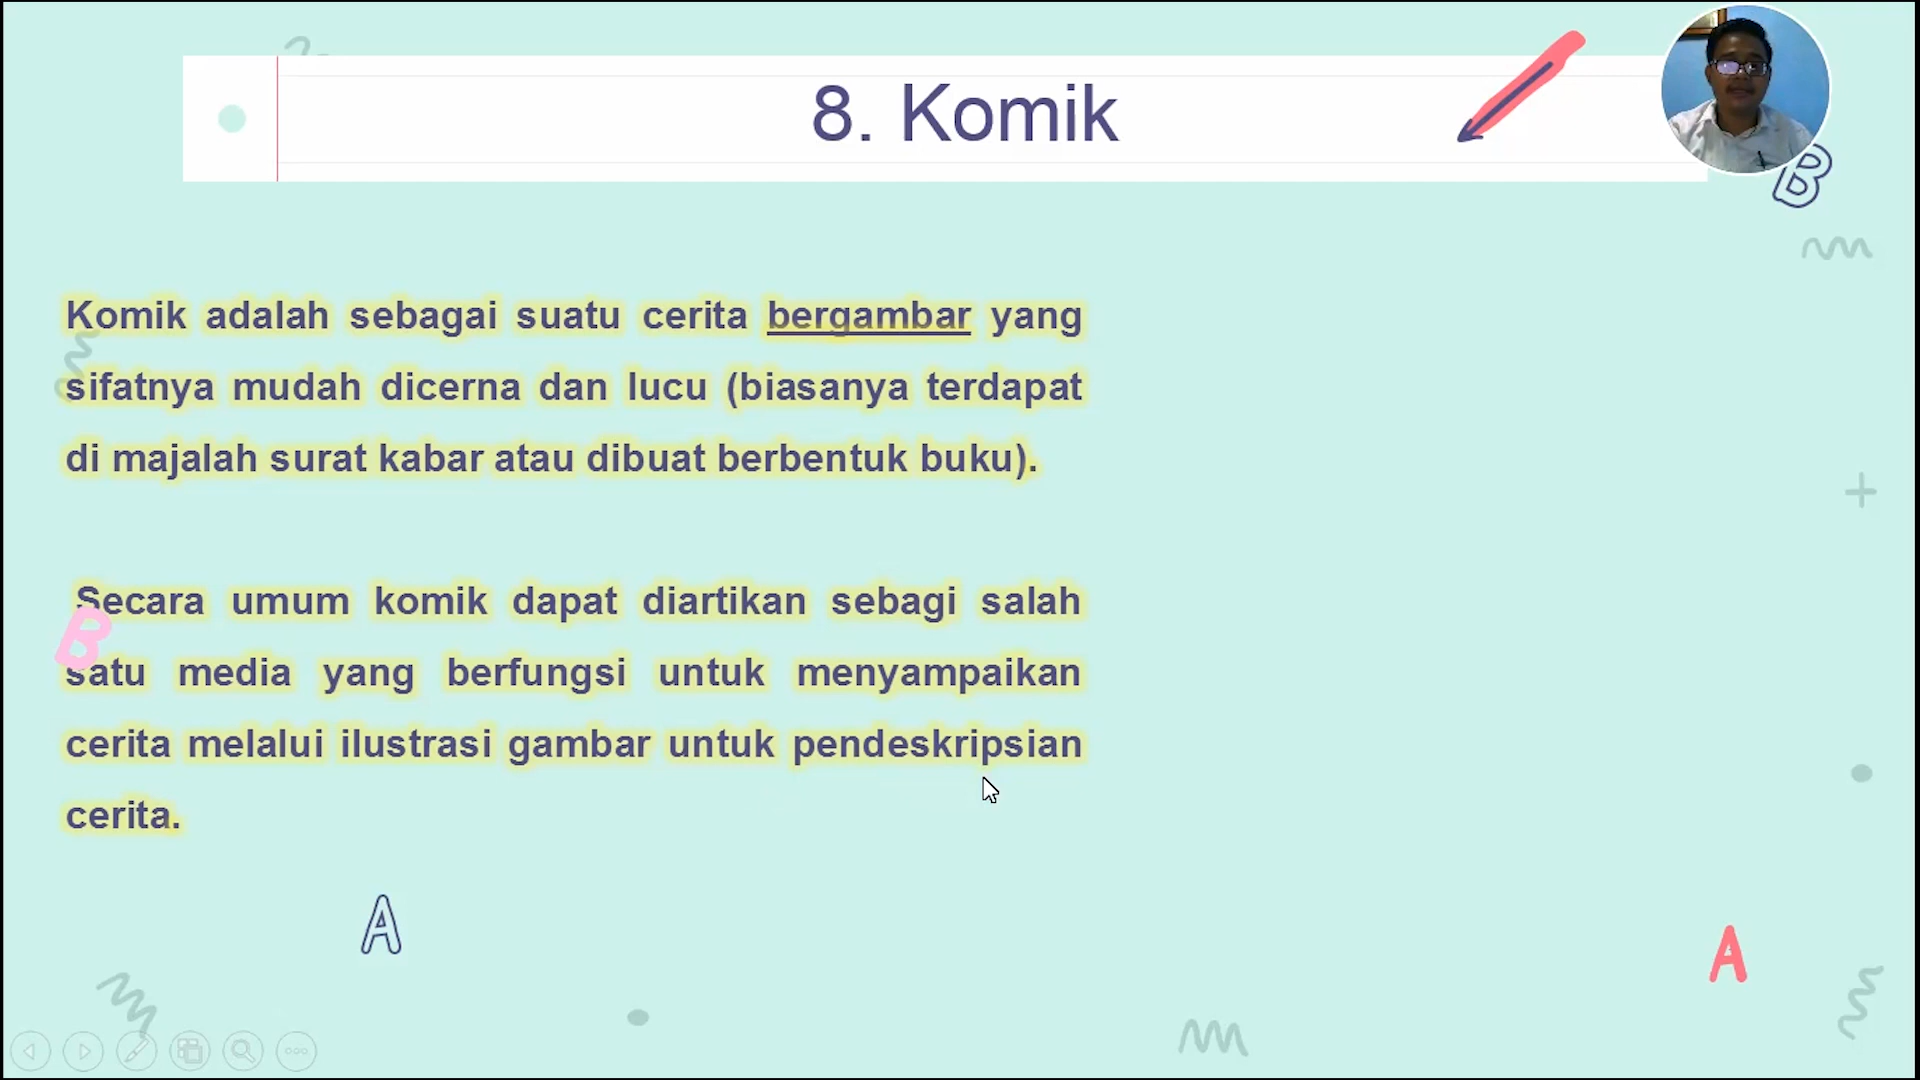 8. Komik
B
Komik adalah sebagai suatu cerita bergambar yang
sifatnya mudah dicerna dan lucu (biasanya terdapat
di majalah surat kabar atau dibuat berbentuk buku).
Secara umum komik dapat diartikan sebagi salah
B
satu media yang berfungsi untuk menyampaikan
cerita melalui ilustrasi gambar untuk pendeskripsian
cerita.
A
A